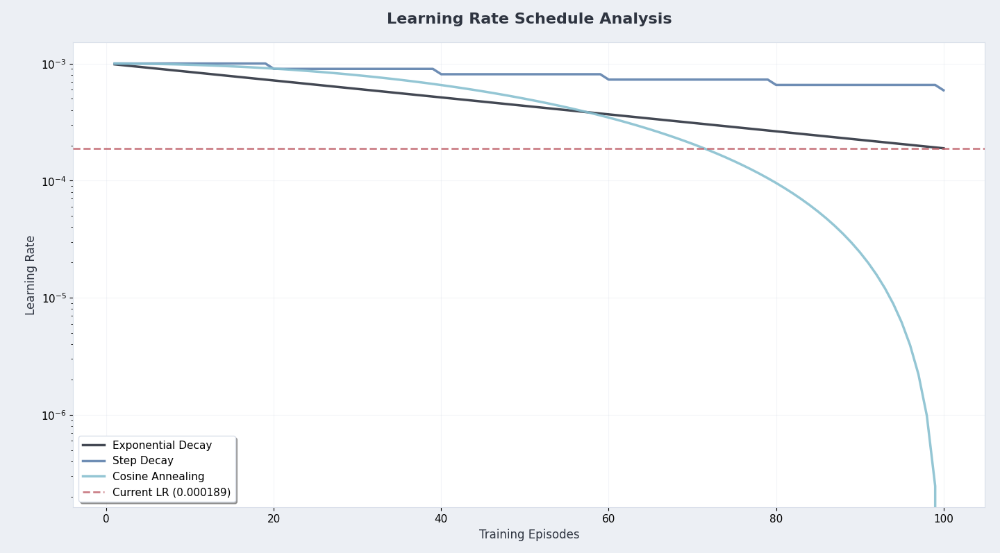 Learning Rate Schedule Analysis
Learning Rate
10⁻³
10⁻⁴
10⁻⁵
10⁻⁶
Exponential Decay
Step Decay
Cosine Annealing
Current LR (0.000189)
0 20 40 60 80 100
Training Episodes